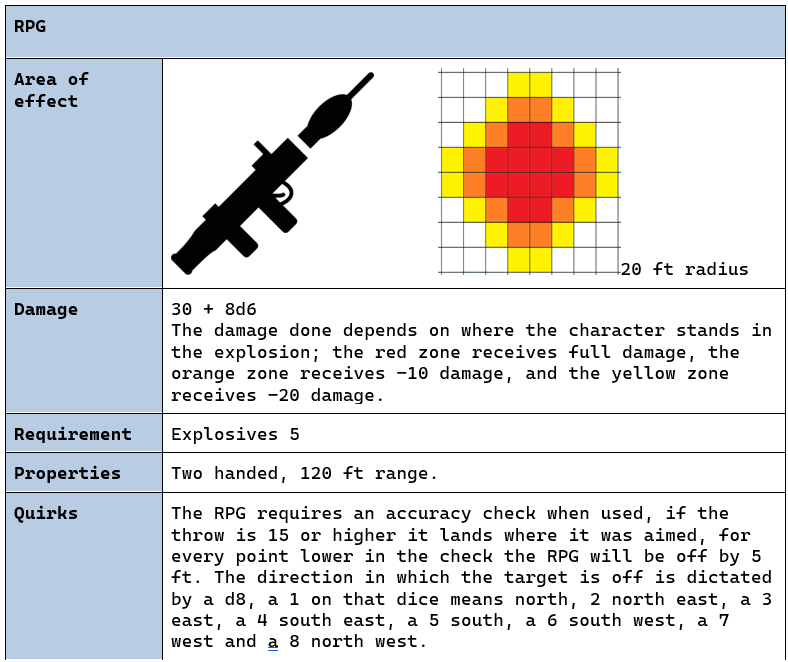 RPG
Area of
effect
20 ft radius
Damage
30 + 8d6
The damage done depends on where the character stands in
the explosion; the red zone receives full damage, the
orange zone receives −10 damage, and the yellow zone
receives −20 damage.
Requirement
Explosives 5
Properties
Two handed, 120 ft range.
Quirks
The RPG requires an accuracy check when used, if the
throw is 15 or higher it lands where it was aimed, for
every point lower in the check the RPG will be off by 5
ft. The direction in which the target is off is dictated
by a d8, a 1 on that dice means north, 2 north east, a 3
east, a 4 south east, a 5 south, a 6 south west, a 7
west and a 8 north west.